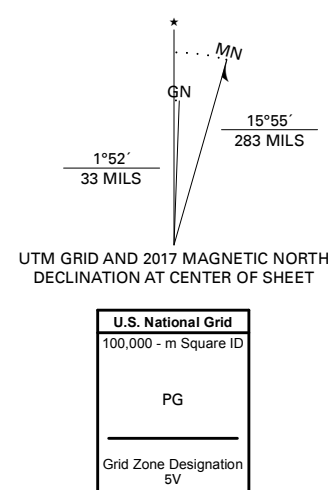 ★
MN
GN
15°55´
283 MILS
1°52´
33 MILS
UTM GRID AND 2017 MAGNETIC NORTH
DECLINATION AT CENTER OF SHEET
U.S. National Grid
100,000 - m Square ID
PG
Grid Zone Designation
5V